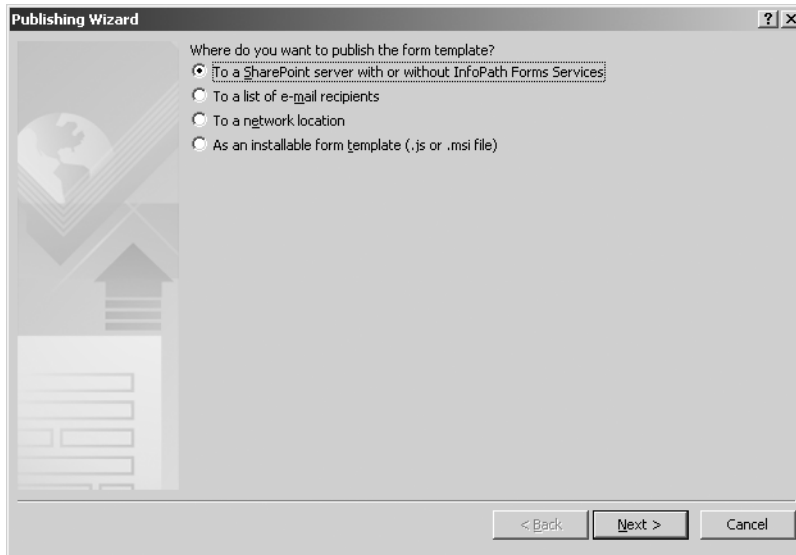 Publishing Wizard
Where do you want to publish the form template?
To a SharePoint server with or without InfoPath Forms Services
To a list of e-mail recipients
To a network location
As an installable form template (.js or .msi file)
< Back Next > Cancel